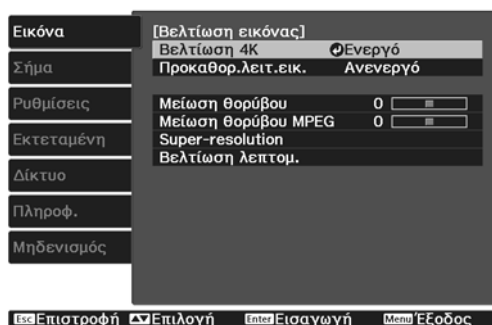 Εικόνα
Σήμα
Ρυθμίσεις
Εκτεταμένη
Δίκτυο
Πληροφ.
Μηδενισμός
[Βελτίωση εικόνας]
Βελτίωση 4K Ενεργό
Προκαθορ.λειτ.εικ. Ανενεργό
Μείωση θορύβου 0
Μείωση θορύβου MPEG 0
Super-resolution
Βελτίωση λεπτομ.
Esc Επιστροφή Επιλογή Enter Εισαγωγή Menu Έξοδος